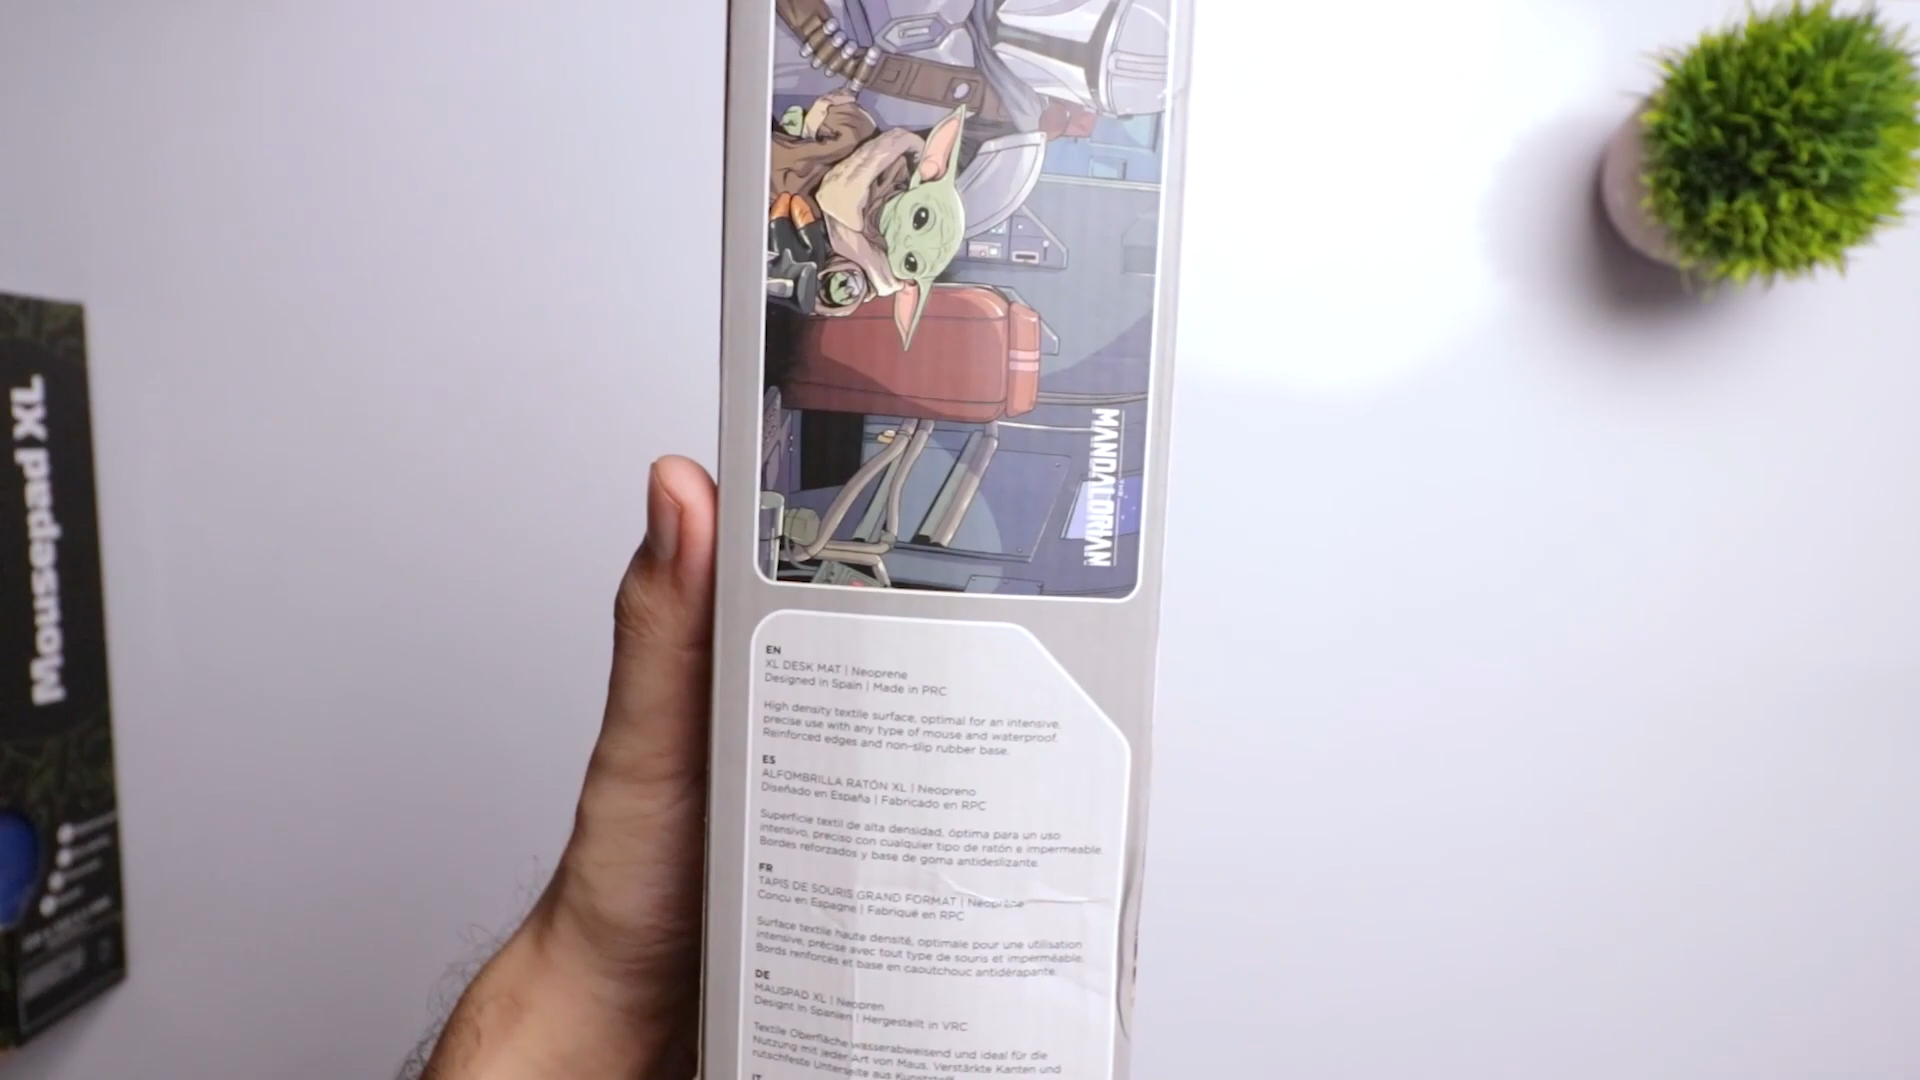 Mousepad XL
THE
MANDALORIAN
EN
XL DESK MAT | Neoprene
Designed in Spain | Made in PRC
High density textile surface, optimal for an intensive,
precise use with any type of mouse and waterproof.
Reinforced edges and non-slip rubber base.
ES
ALFOMBRILLA RATÓN XL | Neopreno
Diseñado en España | Fabricado en RPC
Superficie textil de alta densidad, óptima para un uso
intensivo, preciso con cualquier tipo de ratón e impermeable.
Bordes reforzados y base de goma antideslizante.
FR
TAPIS DE SOURIS GRAND FORMAT | Néoprène
Conçu en Espagne | Fabriqué en RPC
Surface textile haute densité, optimale pour une utilisation
intensive, précise avec tout type de souris et imperméable.
Bords renforcés et base en caoutchouc antidérapante.
DE
MAUSPAD XL | Neopren
Designt in Spanien | Hergestellt in VRC
Textile Oberfläche wasserabweisend und ideal für die
Nutzung mit jeder Art von Maus. Verstärkte Kanten und
rutschfeste Unterseite aus Kunststoff.
IT